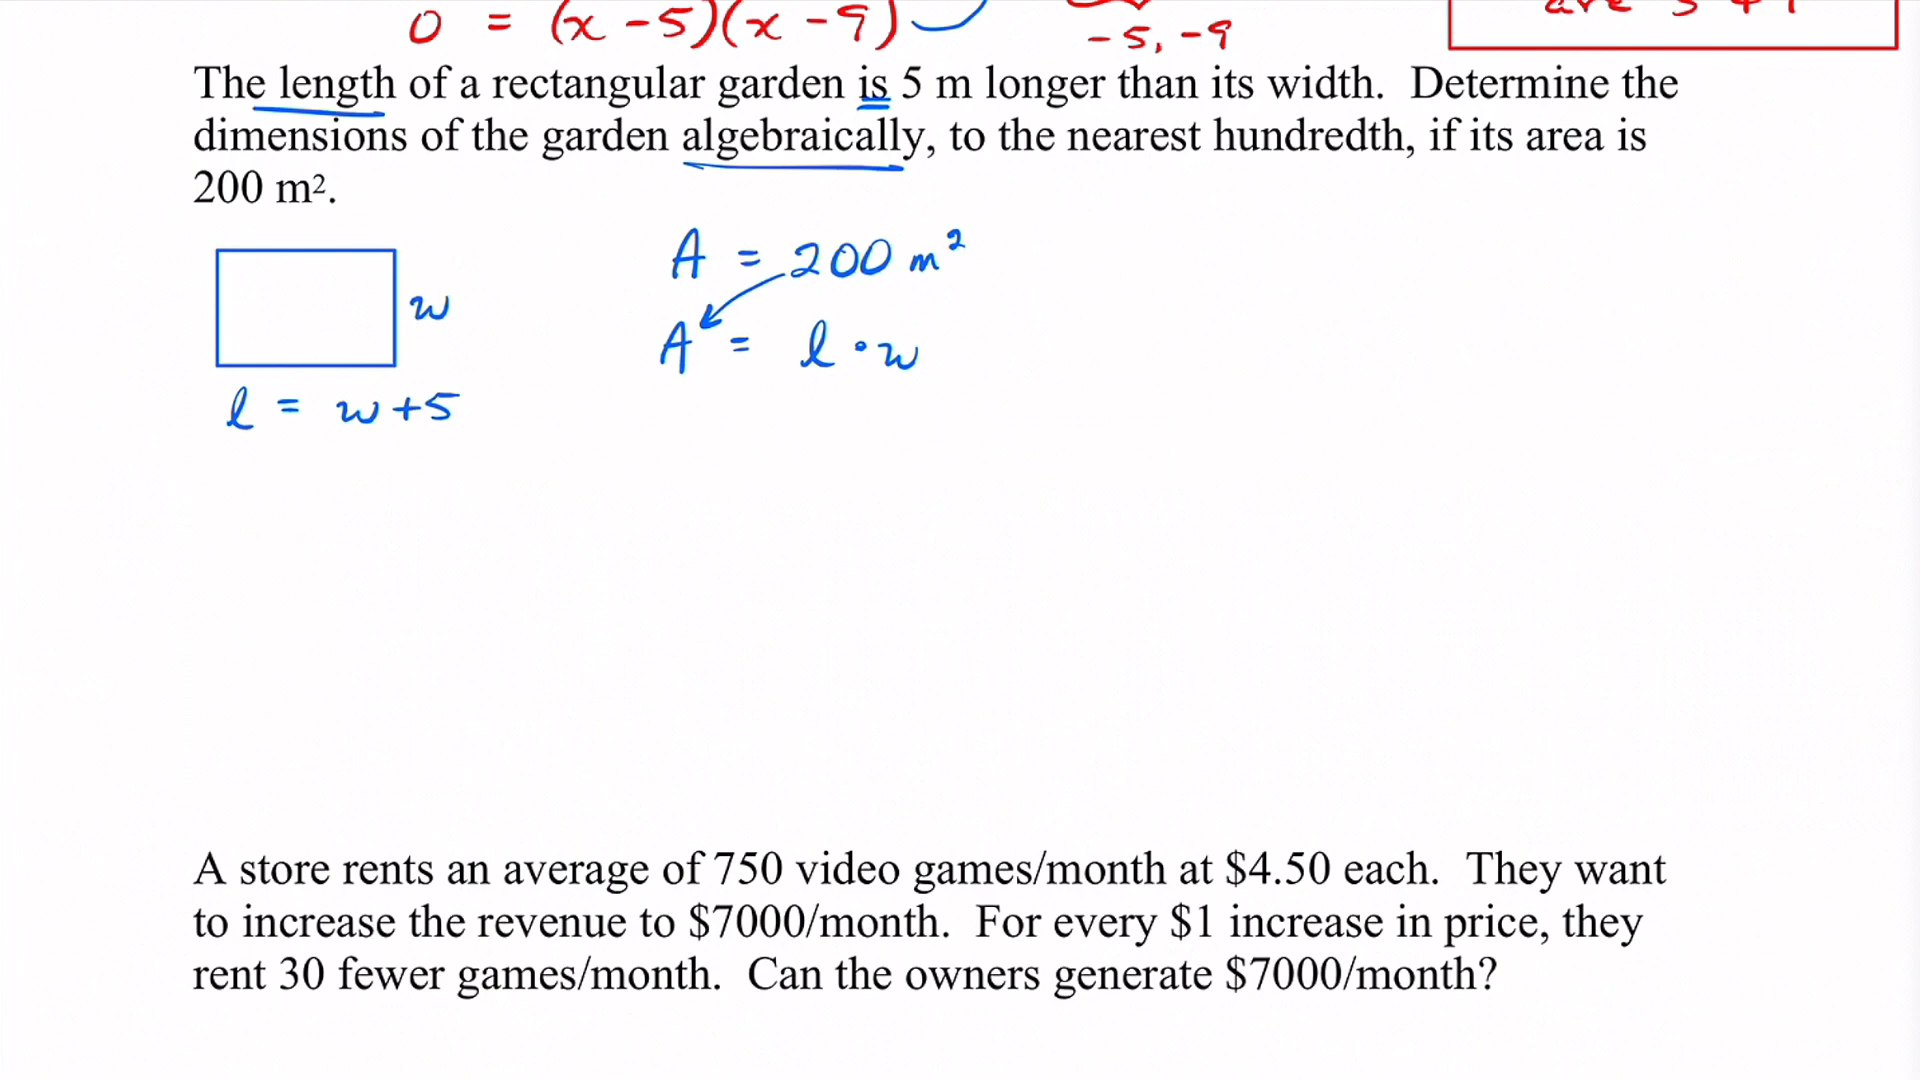 0 = (x - 5)(x - 9)
-5, -9
The length of a rectangular garden is 5 m longer than its width. Determine the
dimensions of the garden algebraically, to the nearest hundredth, if its area is
200 m².
A = 200 m²
w
A = l · w
l = w + 5
A store rents an average of 750 video games/month at $4.50 each. They want
to increase the revenue to $7000/month. For every $1 increase in price, they
rent 30 fewer games/month. Can the owners generate $7000/month?